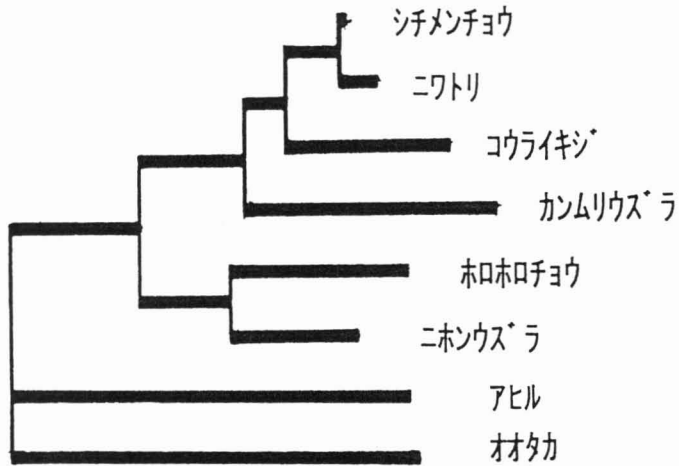 シチメンチョウ
ニワトリ
コウライキジ
カンムリウズラ
ホロホロチョウ
ニホンウズラ
アヒル
オオタカ